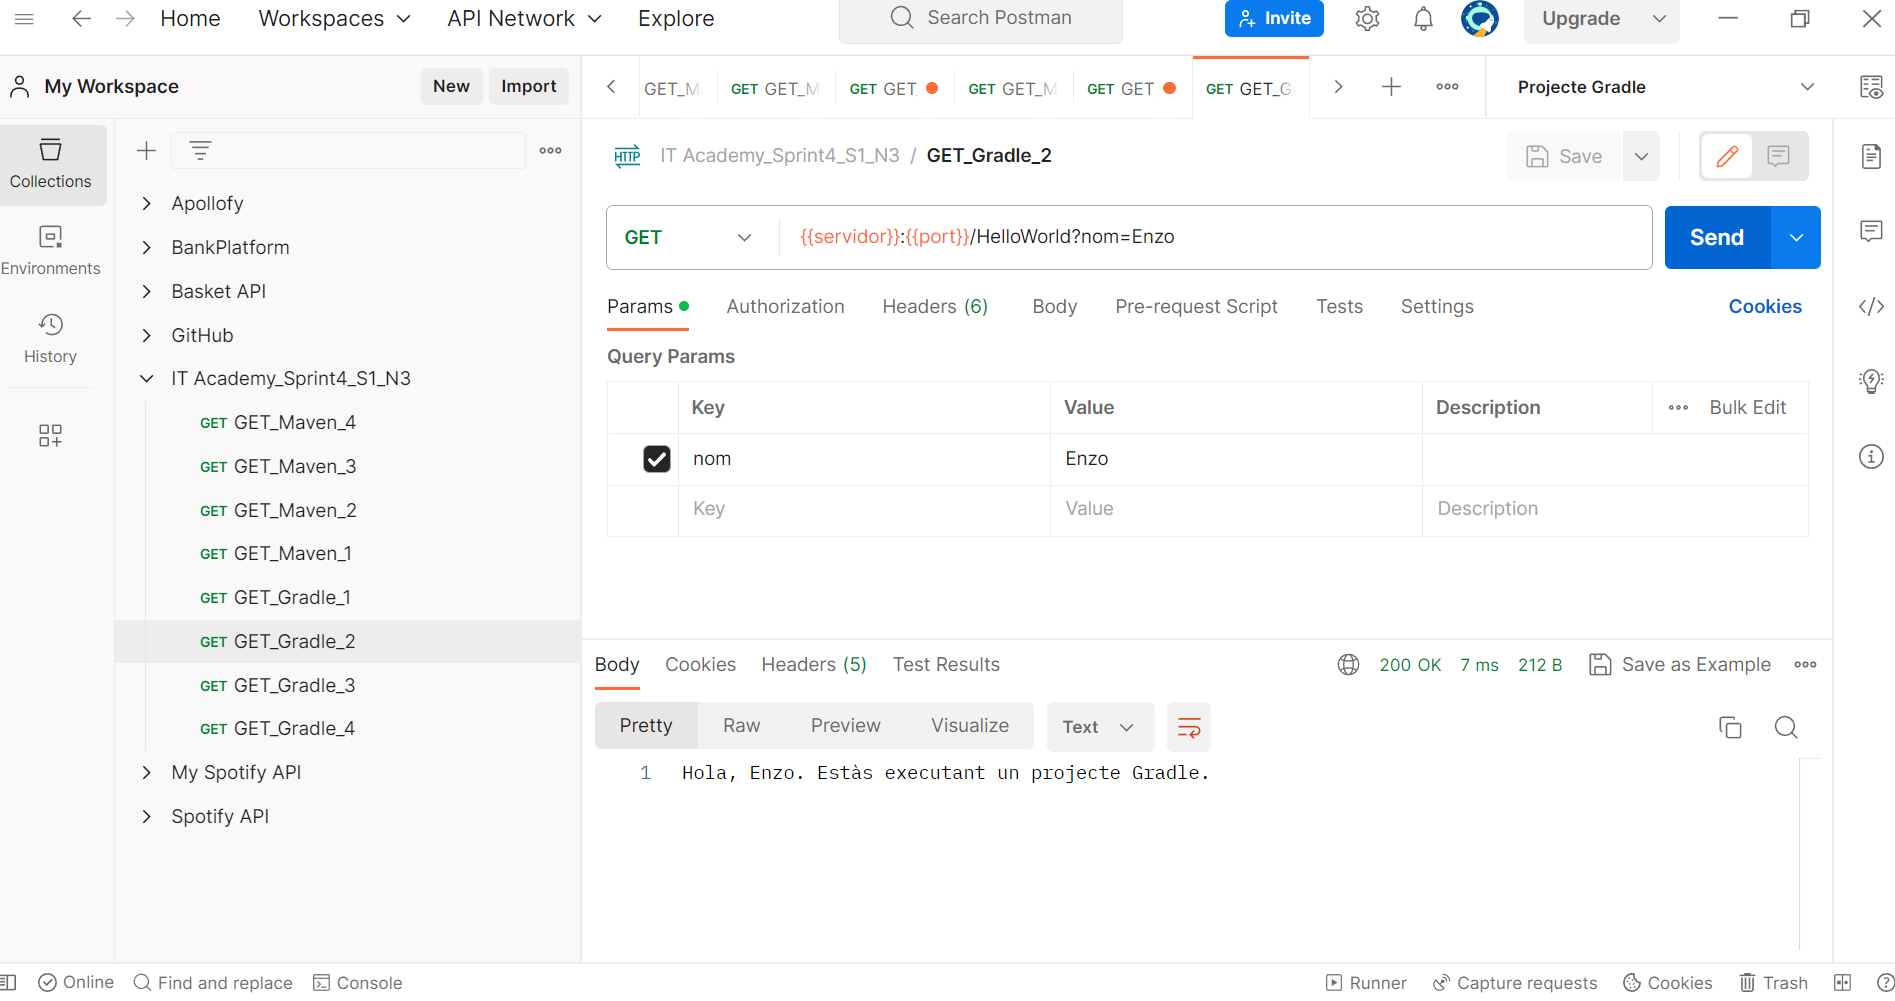 Home Workspaces API Network Explore Search Postman Invite Upgrade
My Workspace New Import
GET_M GET GET_M GET GET_ GET GET_M GET GET GET GET_G Projecte Gradle
Collections
Environments
History
Apollofy
BankPlatform
Basket API
GitHub
IT Academy_Sprint4_S1_N3
GET GET_Maven_4
GET GET_Maven_3
GET GET_Maven_2
GET GET_Maven_1
GET GET_Gradle_1
GET GET_Gradle_2
GET GET_Gradle_3
GET GET_Gradle_4
My Spotify API
Spotify API
HTTP IT Academy_Sprint4_S1_N3 / GET_Gradle_2 Save
GET {{servidor}}:{{port}}/HelloWorld?nom=Enzo Send
Params Authorization Headers (6) Body Pre-request Script Tests Settings Cookies
Query Params
Key Value Description Bulk Edit
nom Enzo
Key Value Description
Body Cookies Headers (5) Test Results 200 OK 7 ms 212 B Save as Example
Pretty Raw Preview Visualize Text
1 Hola, Enzo. Estàs executant un projecte Gradle.
Online Find and replace Console Runner Capture requests Cookies Trash